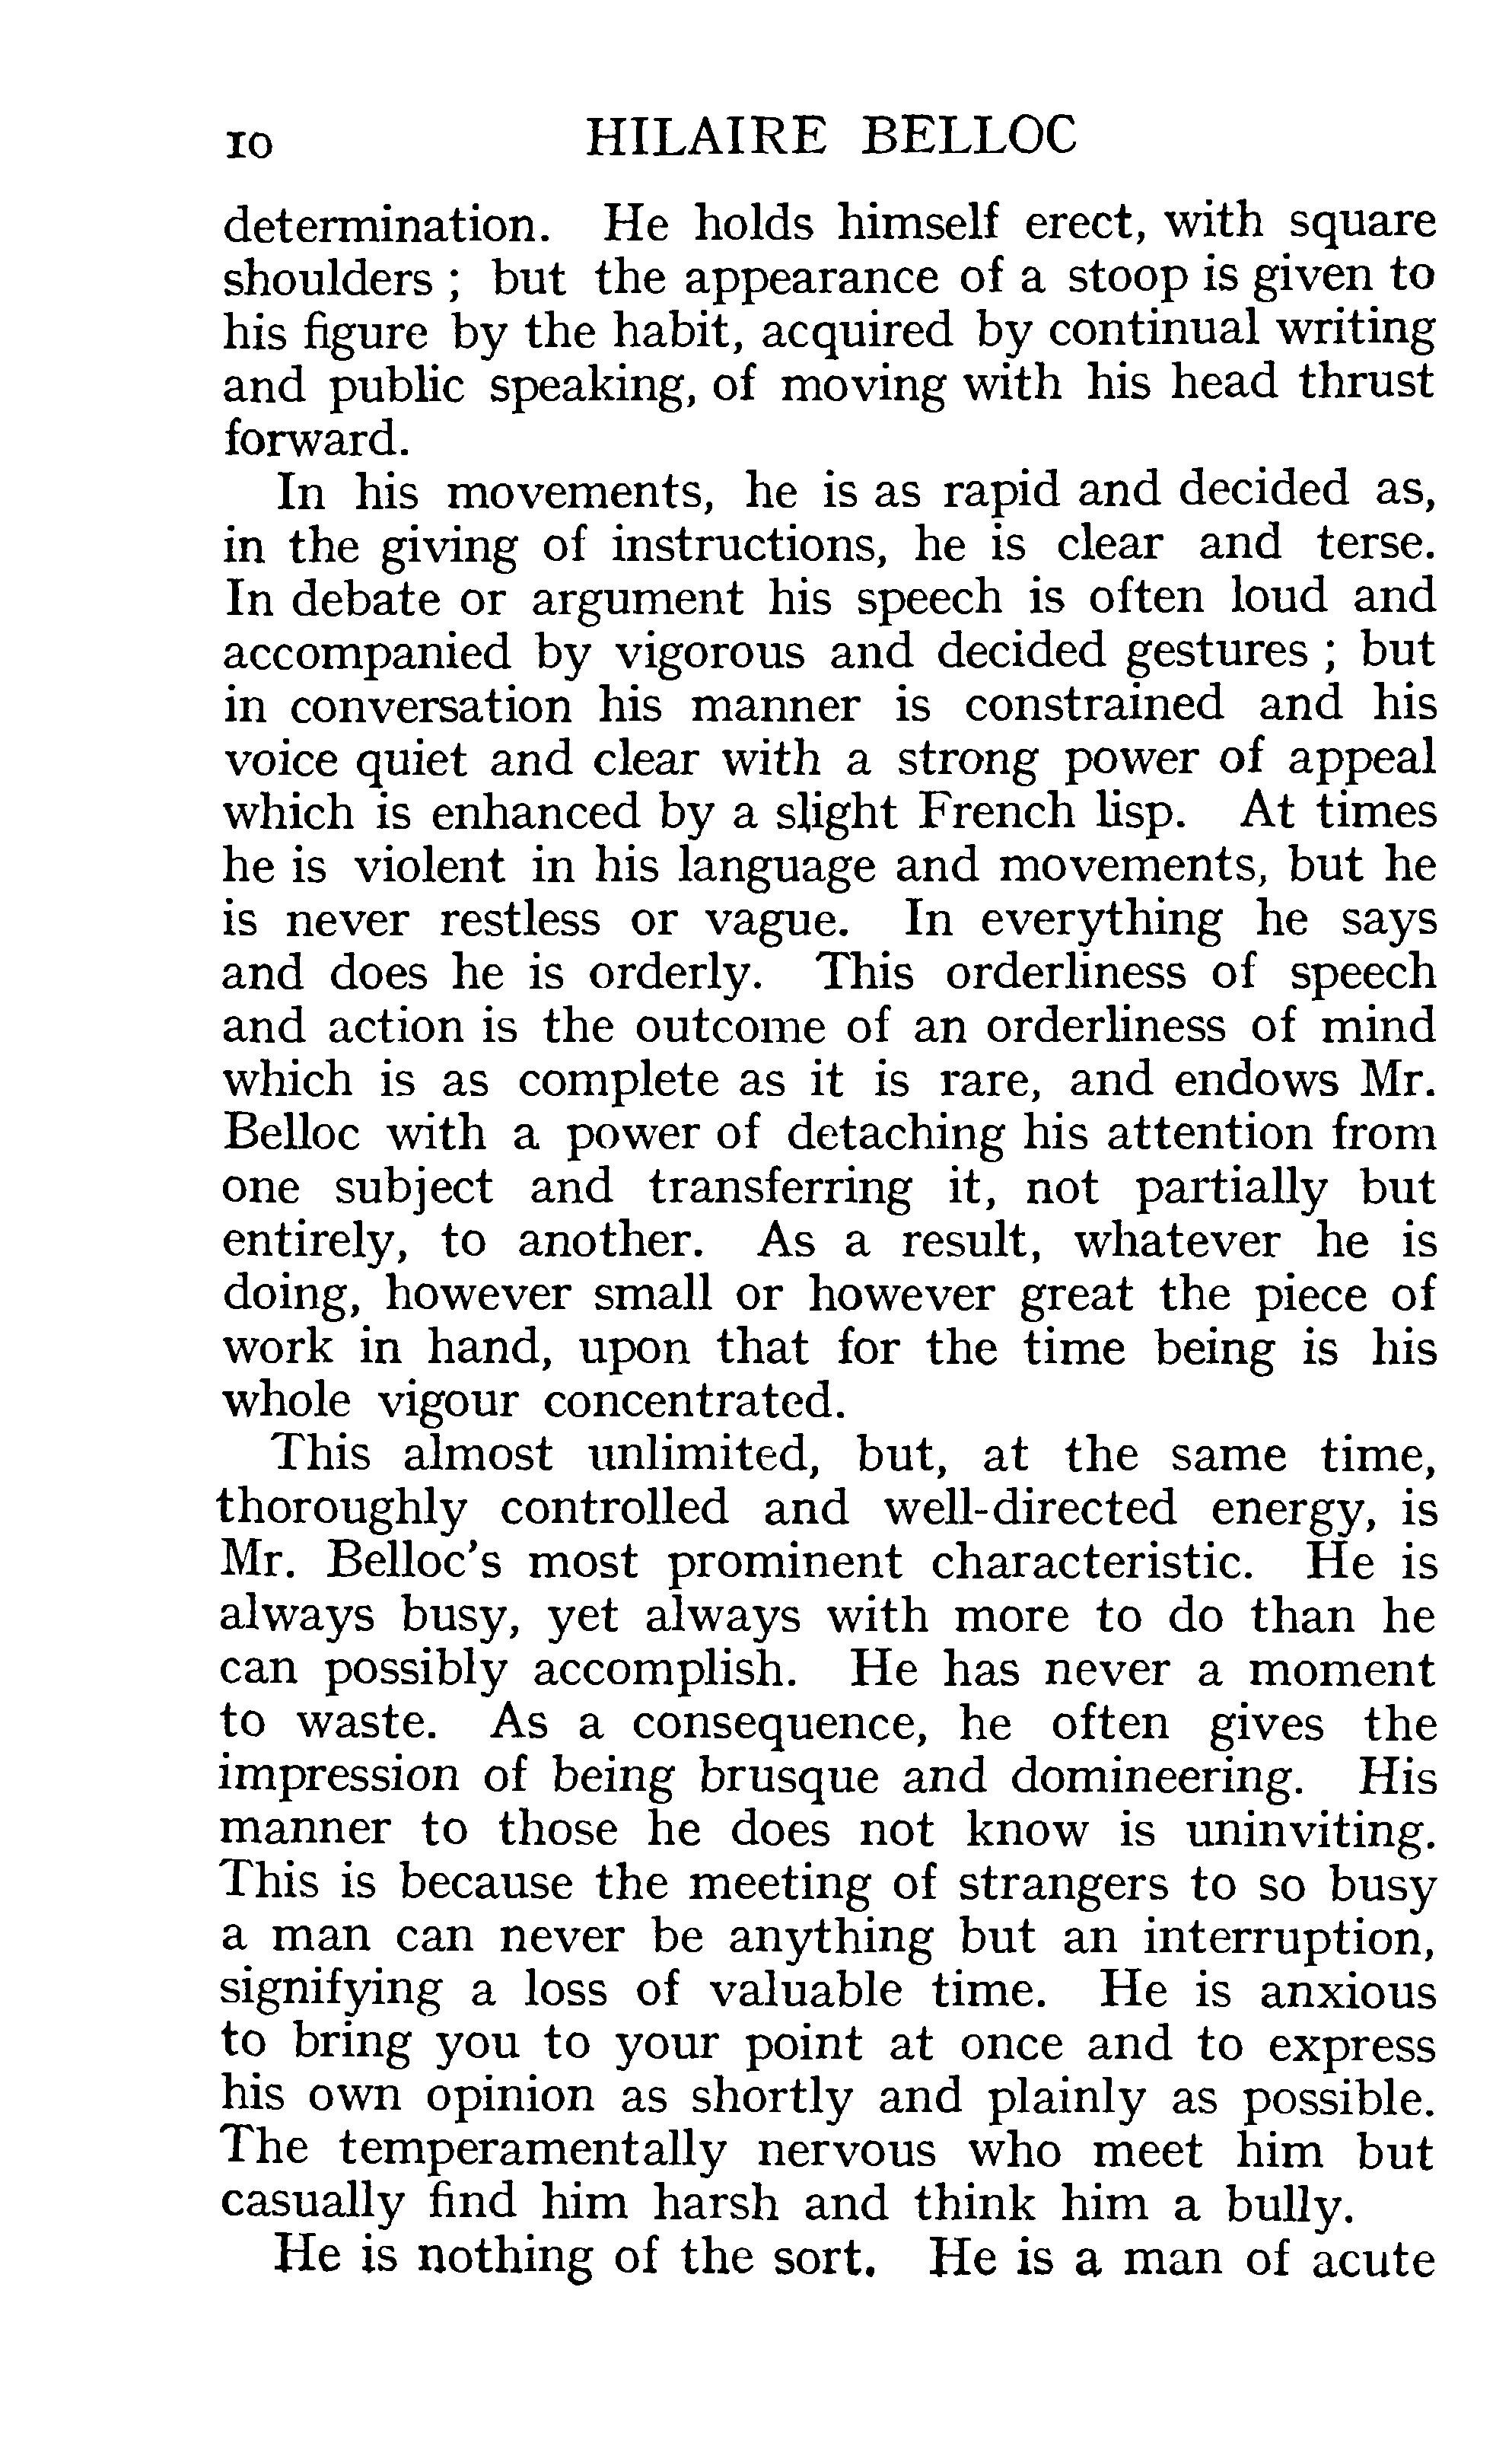 10 HILAIRE BELLOC
determination. He holds himself erect, with square
shoulders ; but the appearance of a stoop is given to
his figure by the habit, acquired by continual writing
and public speaking, of moving with his head thrust
forward.
In his movements, he is as rapid and decided as,
in the giving of instructions, he is clear and terse.
In debate or argument his speech is often loud and
accompanied by vigorous and decided gestures ; but
in conversation his manner is constrained and his
voice quiet and clear with a strong power of appeal
which is enhanced by a slight French lisp. At times
he is violent in his language and movements, but he
is never restless or vague. In everything he says
and does he is orderly. This orderliness of speech
and action is the outcome of an orderliness of mind
which is as complete as it is rare, and endows Mr.
Belloc with a power of detaching his attention from
one subject and transferring it, not partially but
entirely, to another. As a result, whatever he is
doing, however small or however great the piece of
work in hand, upon that for the time being is his
whole vigour concentrated.
This almost unlimited, but, at the same time,
thoroughly controlled and well-directed energy, is
Mr. Belloc's most prominent characteristic. He is
always busy, yet always with more to do than he
can possibly accomplish. He has never a moment
to waste. As a consequence, he often gives the
impression of being brusque and domineering. His
manner to those he does not know is uninviting.
This is because the meeting of strangers to so busy
a man can never be anything but an interruption,
signifying a loss of valuable time. He is anxious
to bring you to your point at once and to express
his own opinion as shortly and plainly as possible.
The temperamentally nervous who meet him but
casually find him harsh and think him a bully.
He is nothing of the sort. He is a man of acute